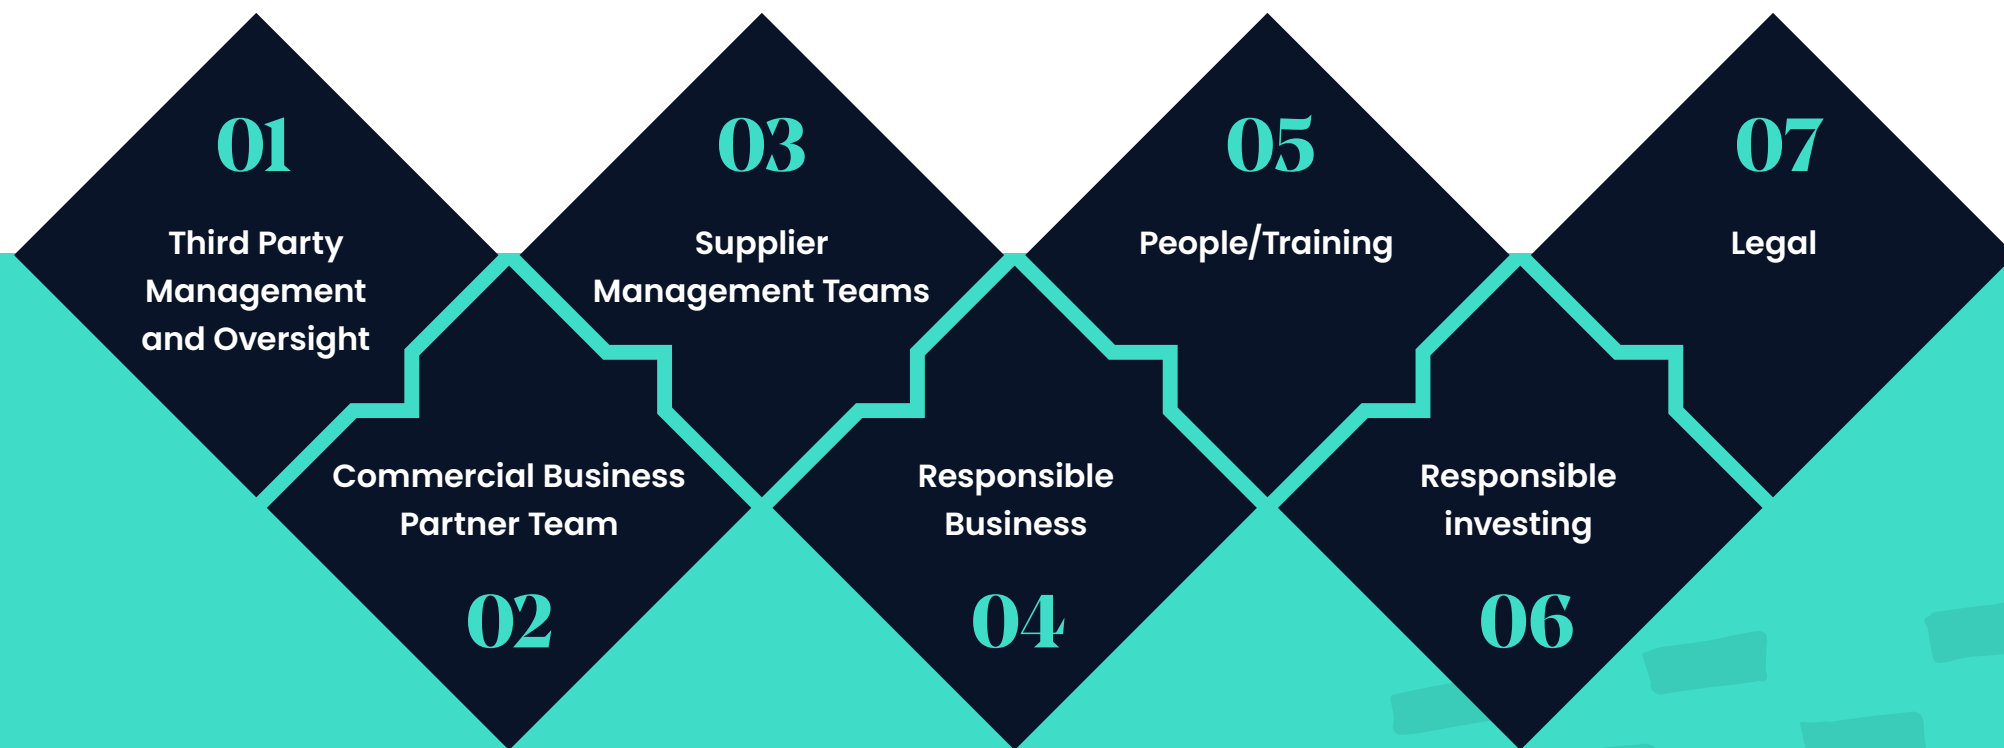 01
Third Party
Management
and Oversight
Commercial Business
Partner Team
02
03
Supplier
Management Teams
Responsible
Business
04
05
People/Training
Responsible
investing
06
07
Legal